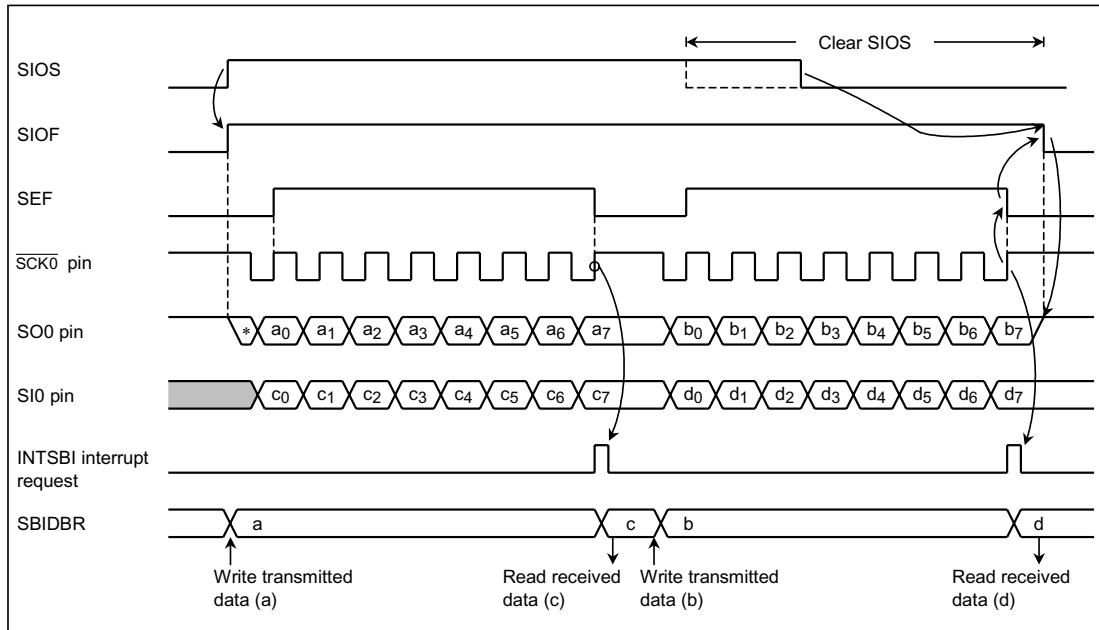 Clear SIOS
SIOS
SIOF
SEF
SCK0 pin
SO0 pin
* a0 a1 a2 a3 a4 a5 a6 a7 b0 b1 b2 b3 b4 b5 b6 b7
SI0 pin
c0 c1 c2 c3 c4 c5 c6 c7 d0 d1 d2 d3 d4 d5 d6 d7
INTSBI interrupt
request
SBIDBR
a c b d
Write transmitted
data (a)
Read received
data (c)
Write transmitted
data (b)
Read received
data (d)